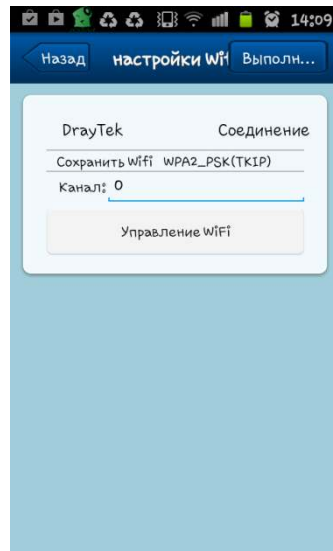 14:09
Назад настройки Wif Выполн...
DrayTek Соединение
Сохранить Wifi WPA2_PSK(TKIP)
Канал: 0
Управление WiFi